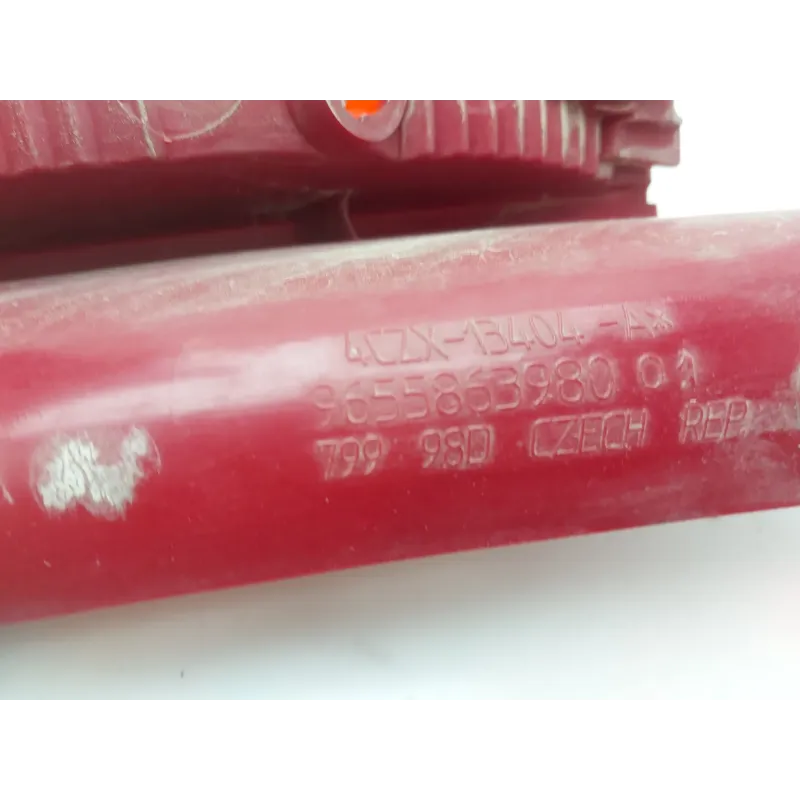 4CZX-13404-AX
9655863980 01
799 98D CZECH REP.